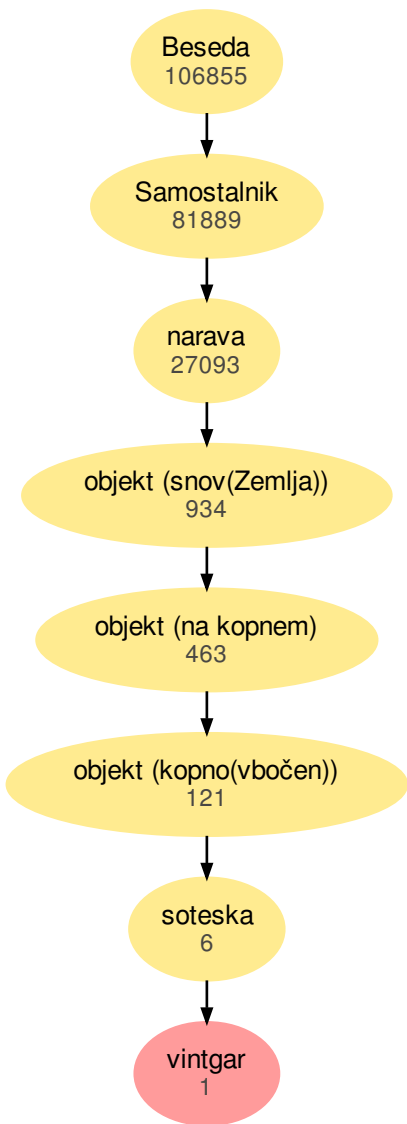 Beseda
106855
Samostalnik
81889
narava
27093
objekt (snov(Zemlja))
934
objekt (na kopnem)
463
objekt (kopno(vbočen))
121
soteska
6
vintgar
1